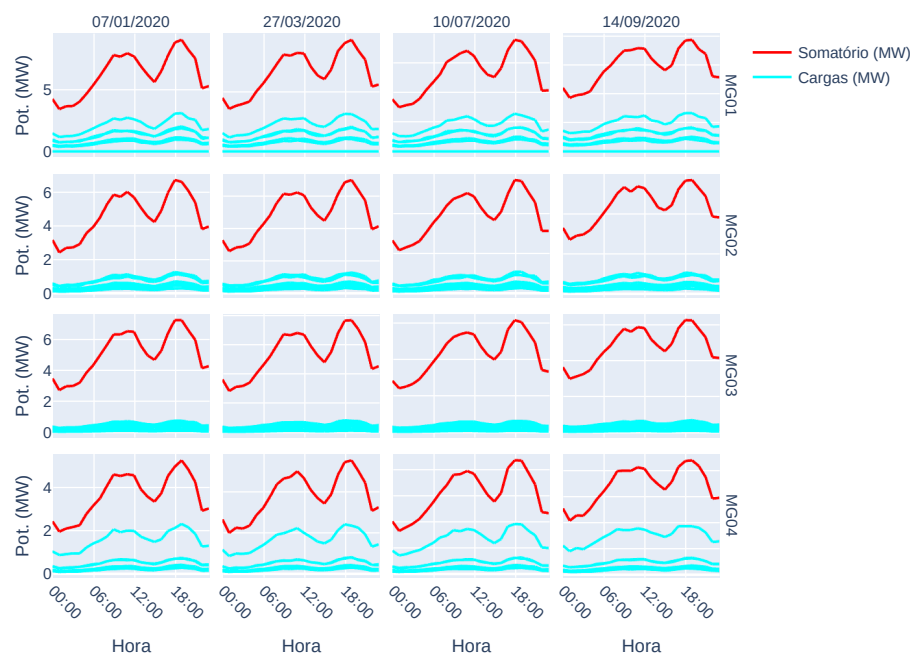 07/01/2020
27/03/2020
10/07/2020
14/09/2020
Somatório (MW)
Cargas (MW)
Pot. (MW)
5
0
MG01
Pot. (MW)
6
4
2
0
MG02
Pot. (MW)
6
4
2
0
MG03
Pot. (MW)
4
2
0
MG04
00:00
06:00
12:00
18:00
00:00
06:00
12:00
18:00
00:00
06:00
12:00
18:00
00:00
06:00
12:00
18:00
Hora
Hora
Hora
Hora